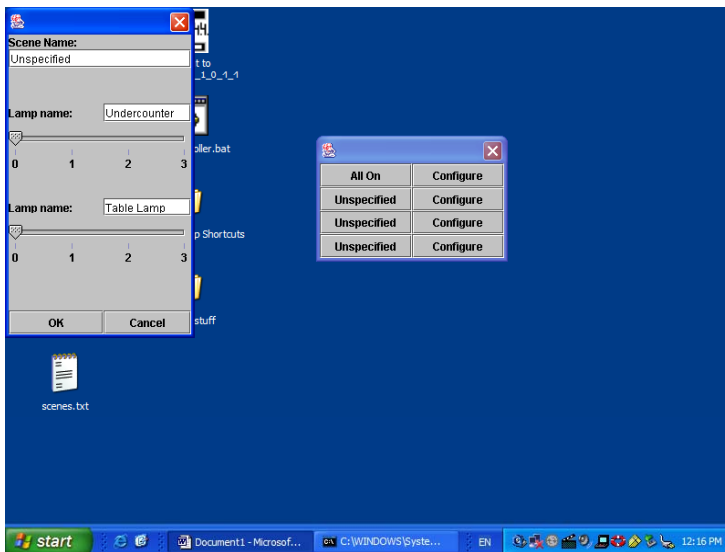 Scene Name:
Unspecified
Lamp name: Undercounter
0 1 2 3
Lamp name: Table Lamp
0 1 2 3
OK Cancel
t to
_1_0_1_1
oller.bat
p Shortcuts
stuff
scenes.txt
All On Configure
Unspecified Configure
Unspecified Configure
Unspecified Configure
start Document1 - Microsof... C:\WINDOWS\Syste... EN 12:16 PM